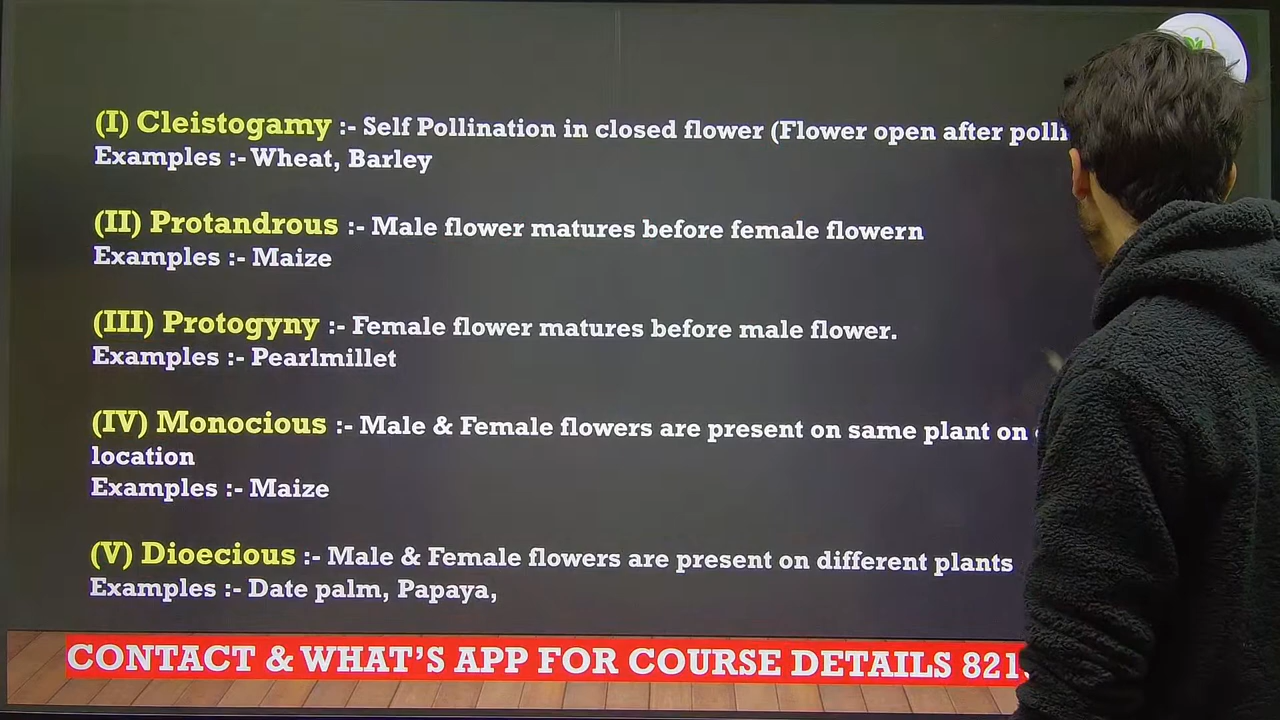 (I) Cleistogamy :- Self Pollination in closed flower (Flower open after
Examples :- Wheat, Barley
(II) Protandrous :- Male flower matures before female flowern
Examples :- Maize
(III) Protogyny :- Female flower matures before male flower.
Examples :- Pearlmillet
(IV) Monocious :- Male & Female flowers are present on same plant on
location
Examples :- Maize
(V) Dioecious :- Male & Female flowers are present on different plants
Examples :- Date palm, Papaya,
CONTACT & WHAT'S APP FOR COURSE DETAILS 821